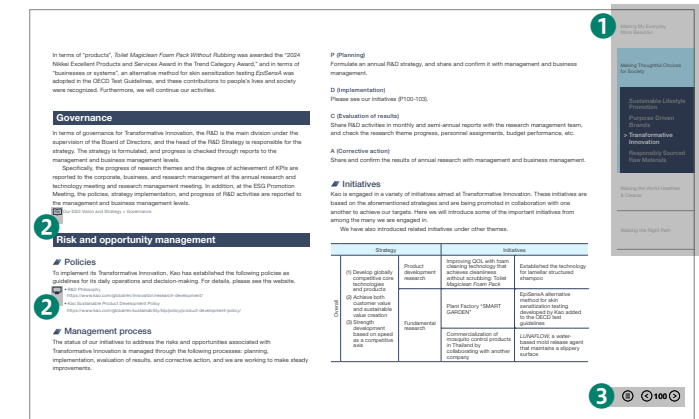 In terms of "products", Toilet Magiclean Foam Pack Without Rubbing was awarded the "2024
Nikkei Excellent Products and Services Award in the Trend Category," and in terms of
"businesses or systems", an alternative method for skin sensitization testing EpiSensA was
adopted in the OECD Test Guidelines, and these contributions to people's lives and society
were recognized. Furthermore, we will continue our activities.
Governance
In terms of governance for Transformative Innovation, the R&D is the main division under the
supervision of the Board of Directors, and the head of the R&D Strategy is responsible for the
strategy. The strategy is formulated, and progress is checked through reports to the
management and business management levels.
Specifically, the progress of research themes and the degree of achievement of KPIs are
reported to the corporate, business, and research management at the annual research and
technology meeting and research management meeting. In addition, at the ESG Promotion
Meeting, the policies, strategy implementation, and progress of R&D activities are reported to
the management and business management levels.
Our ESG Vision and Strategy > Governance
2
Risk and opportunity management
Policies
To implement its Transformative Innovation, Kao has established the following policies as
guidelines for its daily operations and decision-making. For details, please see the website.
• R&D Philosophy
https://www.kao.com/global/en/innovation/research-development/
• Kao Sustainable Product Development Policy
https://www.kao.com/global/en/sustainability/klp/policy/product-development-policy/
2
Management process
The status of our initiatives to address the risks and opportunities associated with
Transformative Innovation is managed through the following processes: planning,
implementation, evaluation of results, and corrective action, and we are working to make steady
improvements.
P (Planning)
Formulate an annual R&D strategy, and share and confirm it with management and business
management.
D (Implementation)
Please see our initiatives (P100-103).
C (Evaluation of results)
Share R&D activities in monthly and semi-annual reports with the research management team,
and check the research theme progress, personnel assignments, budget performance, etc.
A (Corrective action)
Share and confirm the results of annual research with management and business management.
Initiatives
Kao is engaged in a variety of initiatives aimed at Transformative Innovation. These initiatives are
based on the aforementioned strategies and are being promoted in collaboration with one
another to achieve our targets. Here we will introduce some of the important initiatives from
among the many we are engaged in.
We have also introduced related initiatives under other themes.
Strategy
Initiatives
Overall
(1) Develop globally
competitive core
technologies
and products
(2) Achieve both
customer value
and sustainable
value creation
(3) Strength
development
based on speed
as a competitive
axis
Product
development
research
Improving QOL with foam
cleaning technology that
achieves cleanliness
without scrubbing: Toilet
Magiclean Foam Pack
Established the technology
for lamellar structured
shampoo
Fundamental
research
Plant Factory "SMART
GARDEN"
EpiSensA alternative
method for skin
sensitization testing
developed by Kao added
to the OECD test
guidelines
Commercialization of
mosquito control products
in Thailand by
collaborating with another
company
LUNAFLOW, a water-
based mold release agent
that maintains a slippery
surface
1
Making My Everyday
More Beautiful
Making Thoughtful Choices
for Society
Sustainable Lifestyle
Promotion
Purpose Driven
Brands
> Transformative
Innovation
Responsibly Sourced
Raw Materials
Making the World Healthier
& Cleaner
Walking the Right Path
3
100